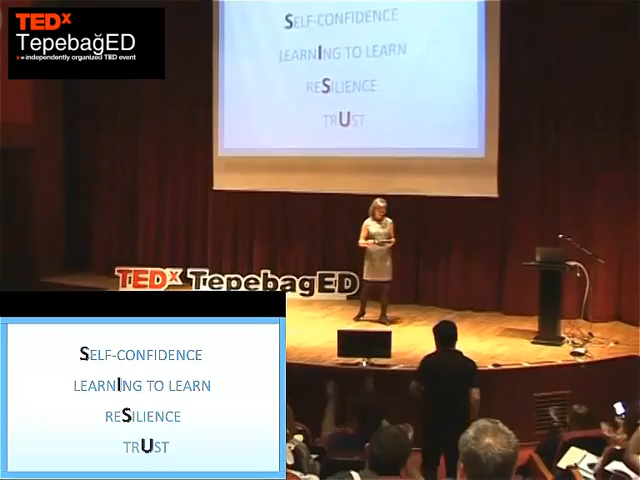 TEDx
TepebağED
x = independently organized TED event
SELF-CONFIDENCE
LEARNING TO LEARN
RESILIENCE
TRUST
TEDx TepebagED
SELF-CONFIDENCE
LEARNING TO LEARN
RESILIENCE
TRUST